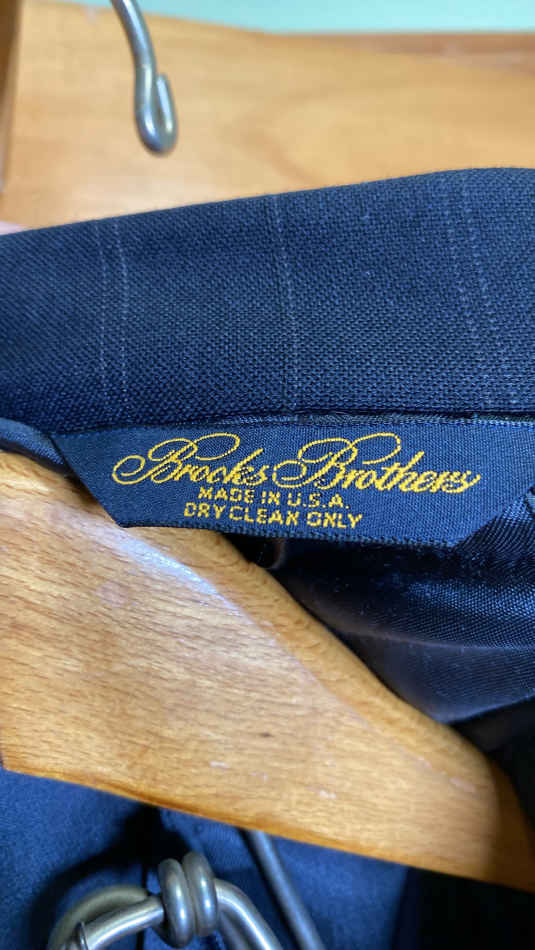 Brooks Brothers
MADE IN U.S.A.
DRY CLEAN ONLY